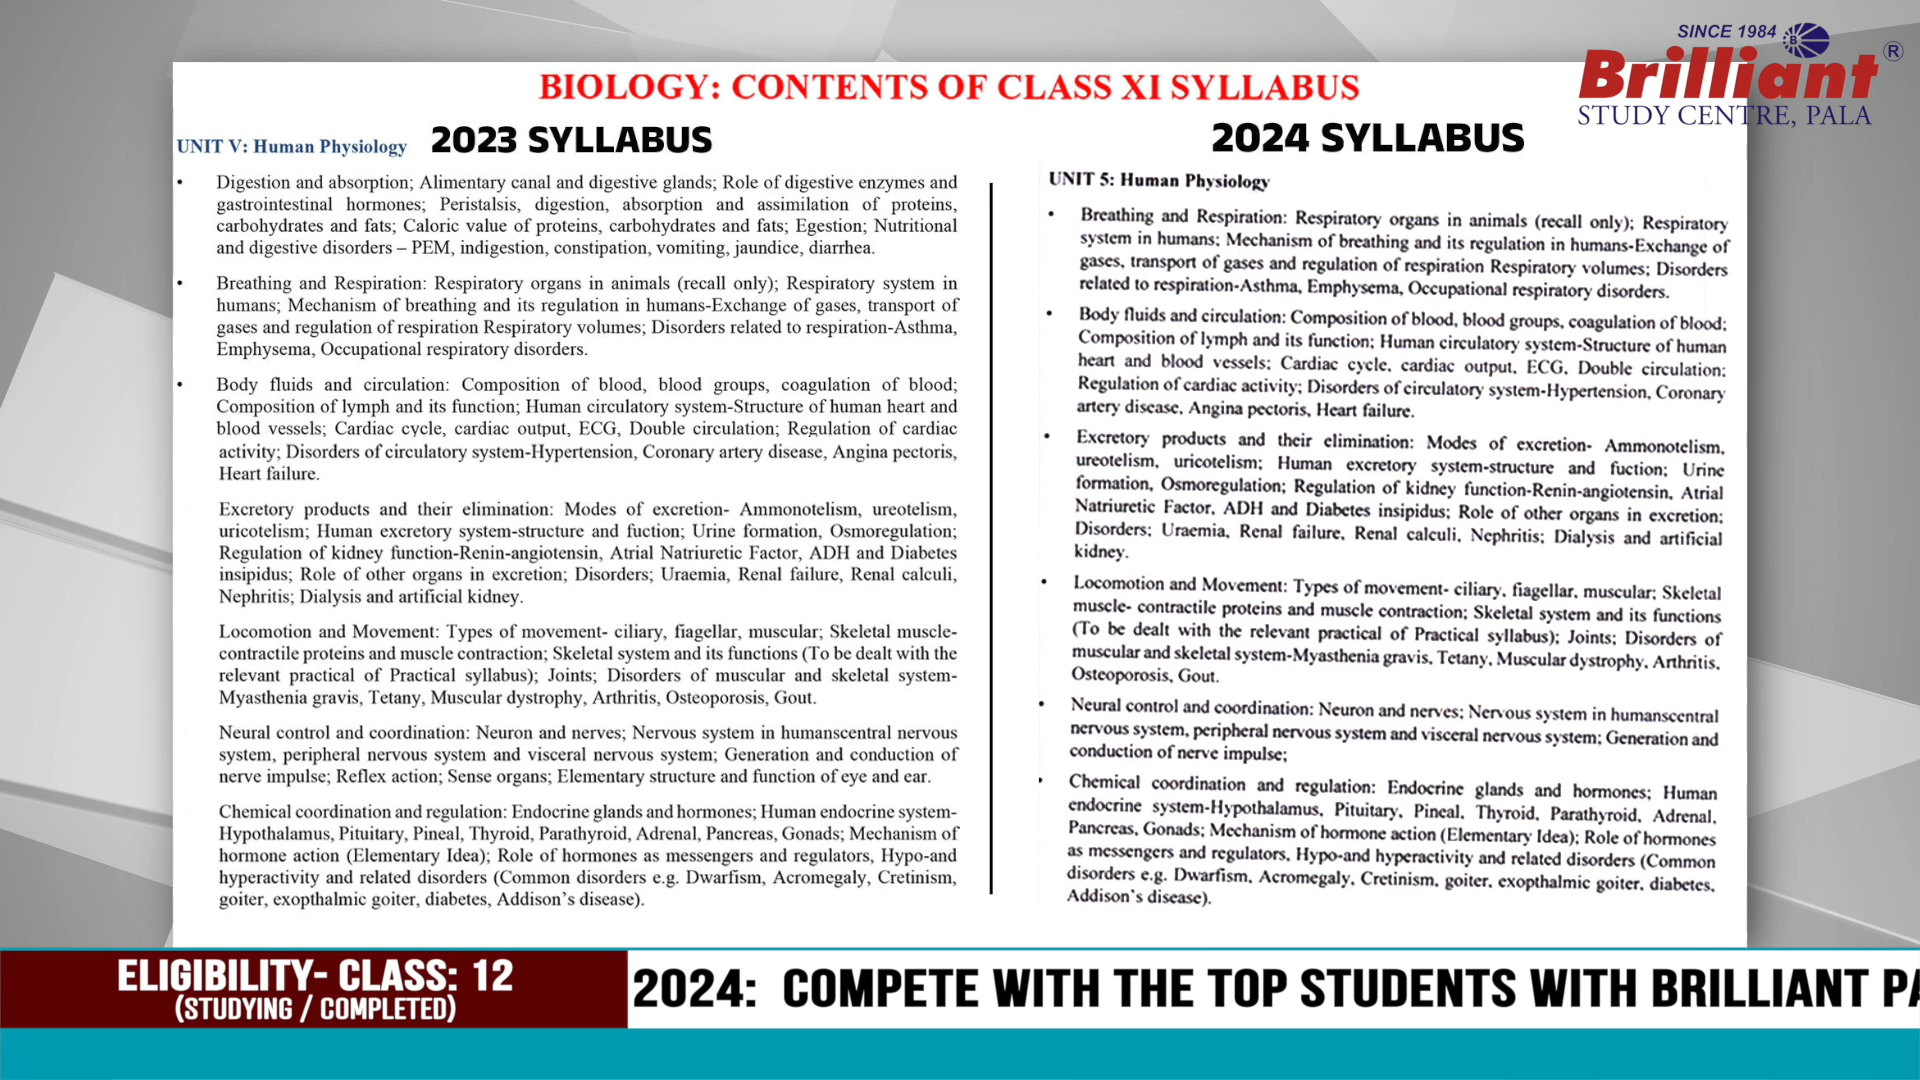 SINCE 1984
Brilliant ®
STUDY CENTRE, PALA
BIOLOGY: CONTENTS OF CLASS XI SYLLABUS
UNIT V: Human Physiology 2023 SYLLABUS
• Digestion and absorption; Alimentary canal and digestive glands; Role of digestive enzymes and
gastrointestinal hormones; Peristalsis, digestion, absorption and assimilation of proteins,
carbohydrates and fats; Caloric value of proteins, carbohydrates and fats; Egestion; Nutritional
and digestive disorders – PEM, indigestion, constipation, vomiting, jaundice, diarrhea.
• Breathing and Respiration: Respiratory organs in animals (recall only); Respiratory system in
humans; Mechanism of breathing and its regulation in humans-Exchange of gases, transport of
gases and regulation of respiration Respiratory volumes; Disorders related to respiration-Asthma,
Emphysema, Occupational respiratory disorders.
• Body fluids and circulation: Composition of blood, blood groups, coagulation of blood;
Composition of lymph and its function; Human circulatory system-Structure of human heart and
blood vessels; Cardiac cycle, cardiac output, ECG, Double circulation; Regulation of cardiac
activity; Disorders of circulatory system-Hypertension, Coronary artery disease, Angina pectoris,
Heart failure.
Excretory products and their elimination: Modes of excretion- Ammonotelism, ureotelism,
uricotelism; Human excretory system-structure and fuction; Urine formation, Osmoregulation;
Regulation of kidney function-Renin-angiotensin, Atrial Natriuretic Factor, ADH and Diabetes
insipidus; Role of other organs in excretion; Disorders; Uraemia, Renal failure, Renal calculi,
Nephritis; Dialysis and artificial kidney.
Locomotion and Movement: Types of movement- ciliary, fiagellar, muscular; Skeletal muscle-
contractile proteins and muscle contraction; Skeletal system and its functions (To be dealt with the
relevant practical of Practical syllabus); Joints; Disorders of muscular and skeletal system-
Myasthenia gravis, Tetany, Muscular dystrophy, Arthritis, Osteoporosis, Gout.
Neural control and coordination: Neuron and nerves; Nervous system in humanscentral nervous
system, peripheral nervous system and visceral nervous system; Generation and conduction of
nerve impulse; Reflex action; Sense organs; Elementary structure and function of eye and ear.
Chemical coordination and regulation: Endocrine glands and hormones; Human endocrine system-
Hypothalamus, Pituitary, Pineal, Thyroid, Parathyroid, Adrenal, Pancreas, Gonads; Mechanism of
hormone action (Elementary Idea); Role of hormones as messengers and regulators, Hypo-and
hyperactivity and related disorders (Common disorders e.g. Dwarfism, Acromegaly, Cretinism,
goiter, exopthalmic goiter, diabetes, Addison's disease).
2024 SYLLABUS
UNIT 5: Human Physiology
• Breathing and Respiration: Respiratory organs in animals (recall only); Respiratory
system in humans; Mechanism of breathing and its regulation in humans-Exchange of
gases, transport of gases and regulation of respiration Respiratory volumes; Disorders
related to respiration-Asthma, Emphysema, Occupational respiratory disorders.
• Body fluids and circulation: Composition of blood, blood groups, coagulation of blood;
Composition of lymph and its function; Human circulatory system-Structure of human
heart and blood vessels; Cardiac cycle, cardiac output, ECG, Double circulation;
Regulation of cardiac activity; Disorders of circulatory system-Hypertension, Coronary
artery disease, Angina pectoris, Heart failure.
• Excretory products and their elimination: Modes of excretion- Ammonotelism,
ureotelism, uricotelism; Human excretory system-structure and fuction; Urine
formation, Osmoregulation; Regulation of kidney function-Renin-angiotensin, Atrial
Natriuretic Factor, ADH and Diabetes insipidus; Role of other organs in excretion;
Disorders; Uraemia, Renal failure, Renal calculi, Nephritis; Dialysis and artificial
kidney.
• Locomotion and Movement: Types of movement- ciliary, fiagellar, muscular; Skeletal
muscle- contractile proteins and muscle contraction; Skeletal system and its functions
(To be dealt with the relevant practical of Practical syllabus); Joints; Disorders of
muscular and skeletal system-Myasthenia gravis, Tetany, Muscular dystrophy, Arthritis,
Osteoporosis, Gout.
• Neural control and coordination: Neuron and nerves; Nervous system in humanscentral
nervous system, peripheral nervous system and visceral nervous system; Generation and
conduction of nerve impulse;
• Chemical coordination and regulation: Endocrine glands and hormones; Human
endocrine system-Hypothalamus, Pituitary, Pineal, Thyroid, Parathyroid, Adrenal,
Pancreas, Gonads; Mechanism of hormone action (Elementary Idea); Role of hormones
as messengers and regulators, Hypo-and hyperactivity and related disorders (Common
disorders e.g. Dwarfism, Acromegaly, Cretinism, goiter, exopthalmic goiter, diabetes,
Addison's disease).
ELIGIBILITY- CLASS: 12
(STUDYING / COMPLETED)
2024: COMPETE WITH THE TOP STUDENTS WITH BRILLIANT PA